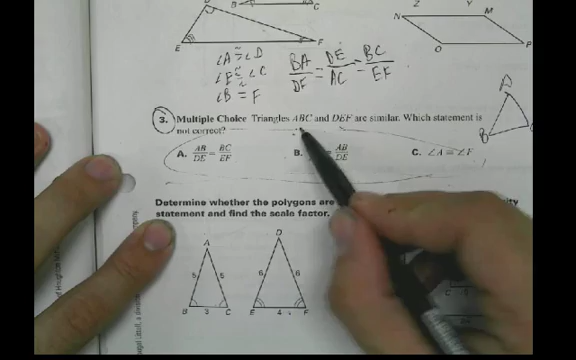 Z Y
B C
N M
E F
O P
∠A ≅ ∠D
∠E ≅ ∠C
∠B = F
BA/DF = DE/AC = BC/EF
A
B
3. Multiple Choice Triangles ABC and DEF are similar. Which statement is
not correct?
A. AB/DE = BC/EF B. = AB/DE C. ∠A ≅ ∠F
Determine whether the polygons are
statement and find the scale factor.
A D
5 5 6 6
B 3 C E 4 F